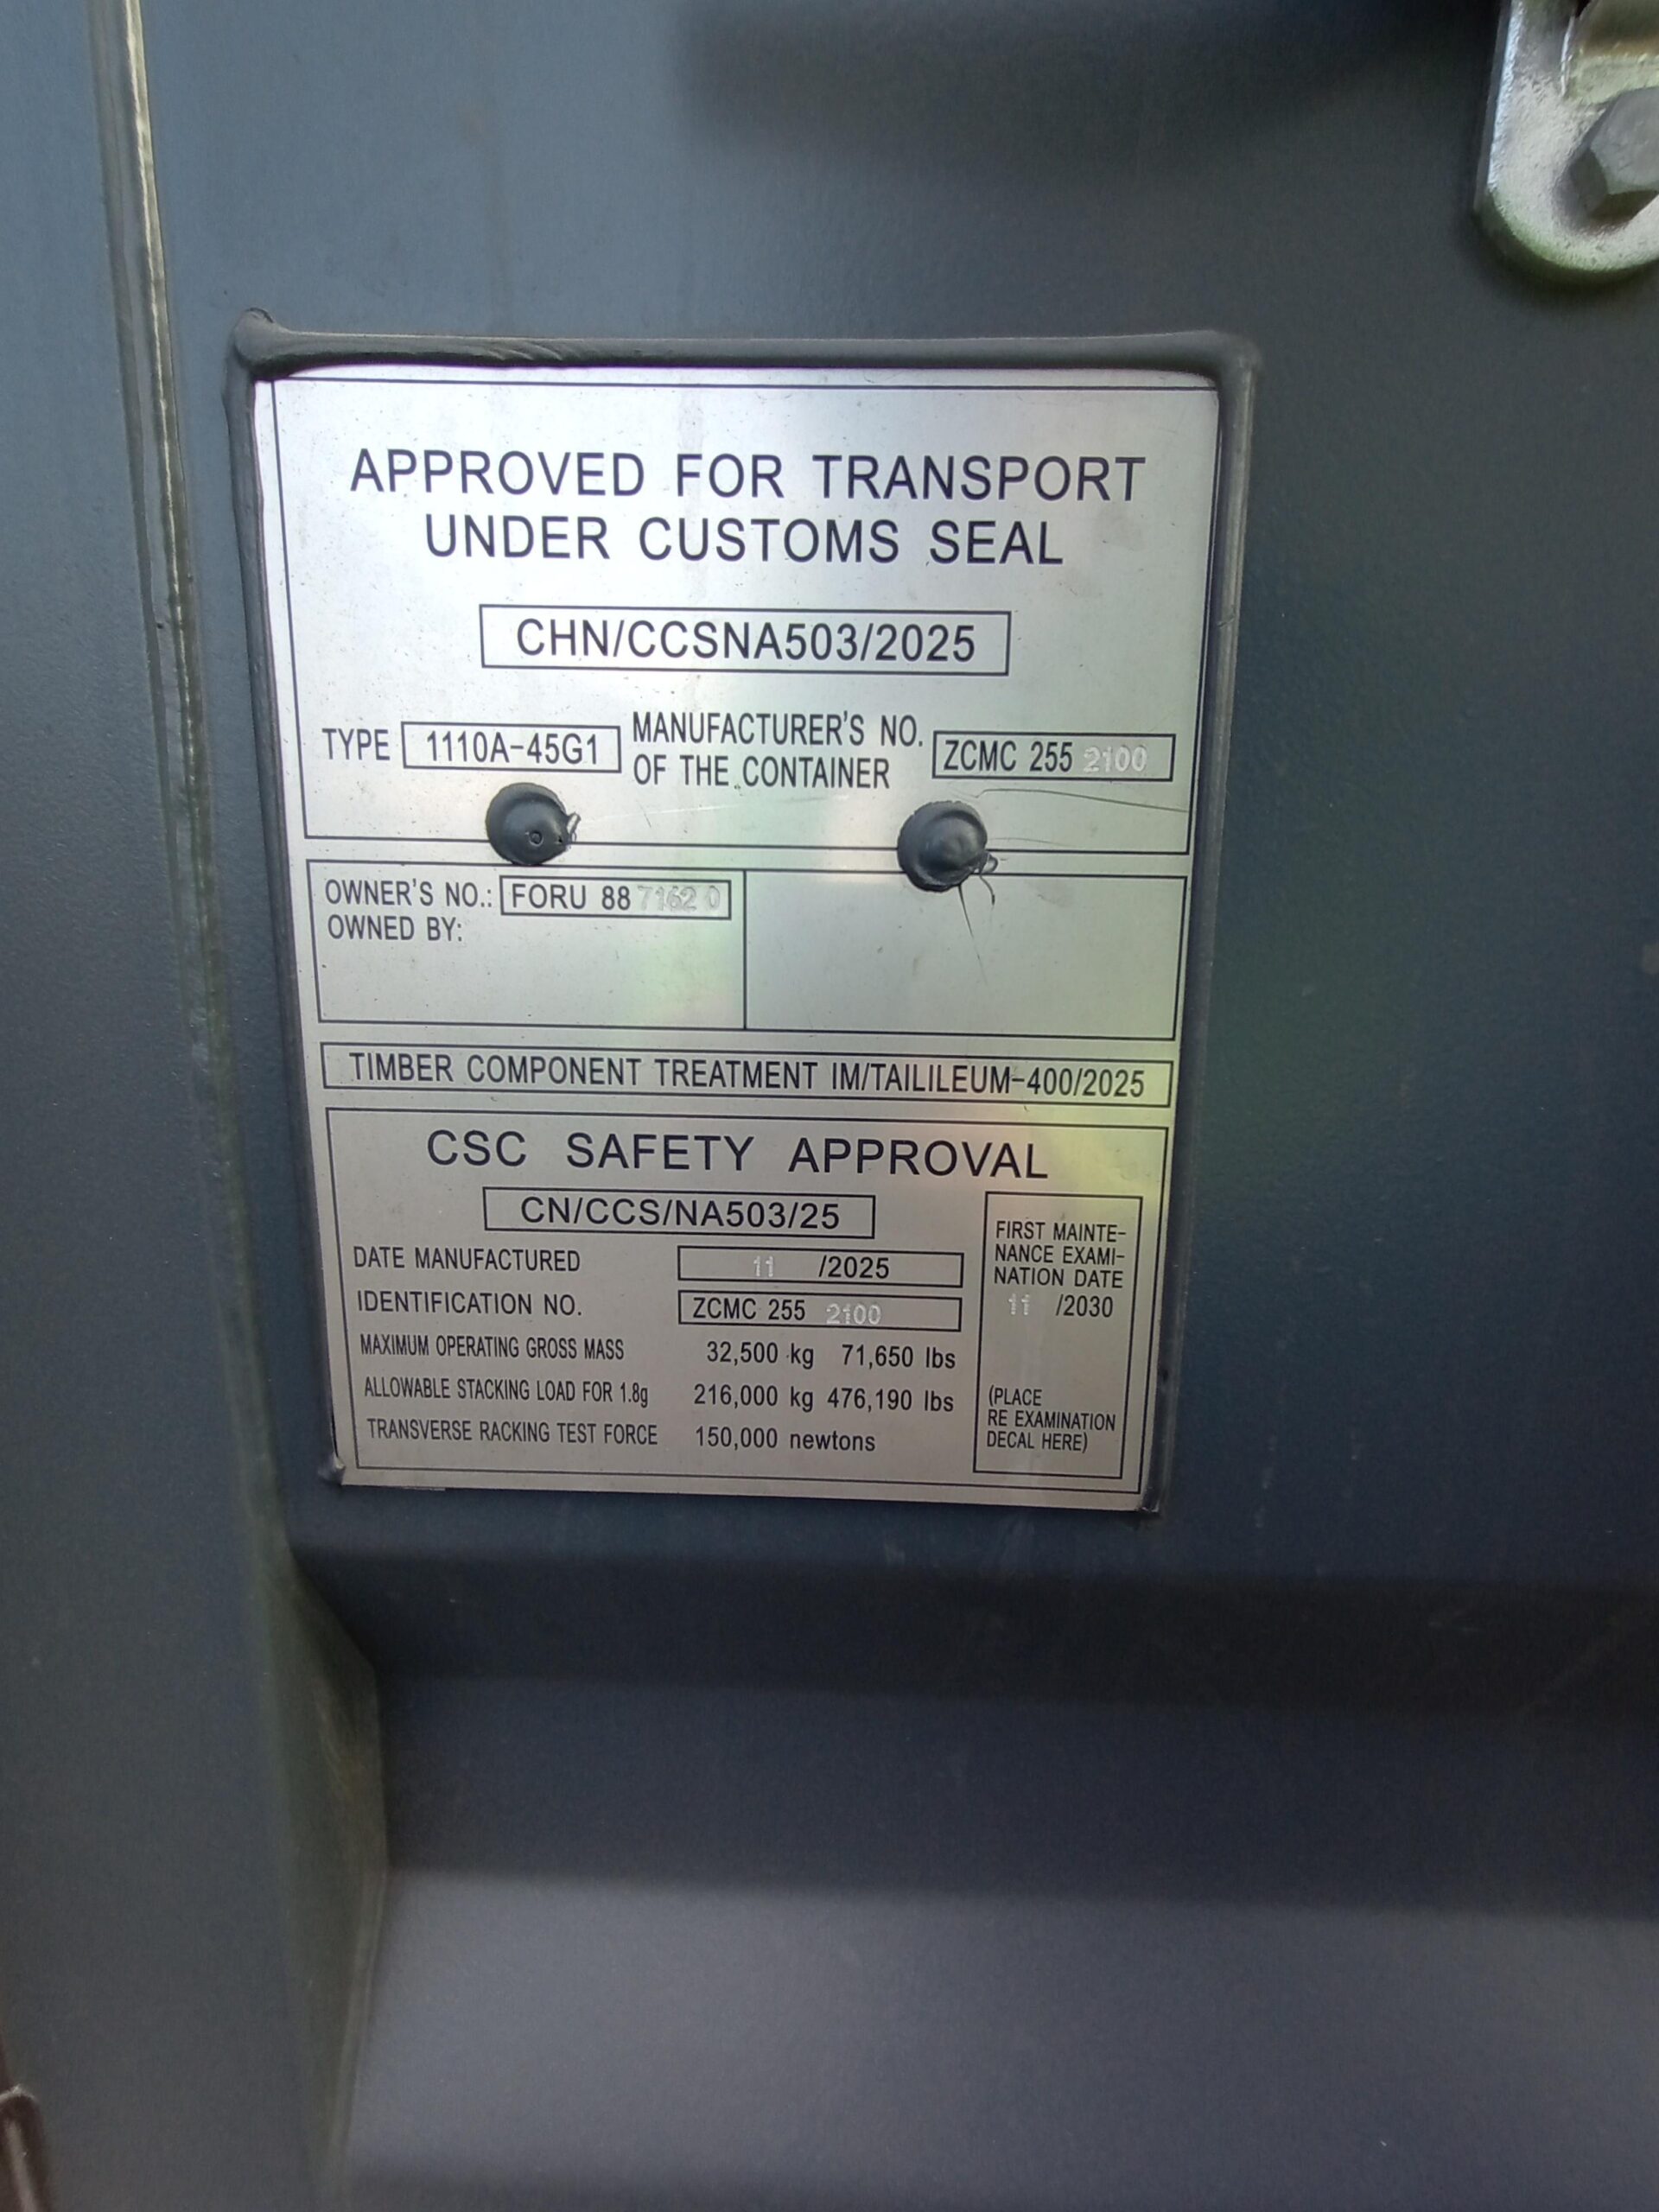 APPROVED FOR TRANSPORT
UNDER CUSTOMS SEAL
CHN/CCSNA503/2025
TYPE 1110A-45G1 MANUFACTURER'S NO. OF THE CONTAINER ZCMC 255 2100
OWNER'S NO.: FORU 88 7162 0
OWNED BY:
TIMBER COMPONENT TREATMENT IM/TAILILEUM-400/2025
CSC SAFETY APPROVAL
CN/CCS/NA503/25
DATE MANUFACTURED 11 /2025
IDENTIFICATION NO. ZCMC 255 2100
MAXIMUM OPERATING GROSS MASS 32,500 kg 71,650 lbs
ALLOWABLE STACKING LOAD FOR 1.8g 216,000 kg 476,190 lbs
TRANSVERSE RACKING TEST FORCE 150,000 newtons
FIRST MAINTE-
NANCE EXAMI-
NATION DATE
11 /2030
(PLACE
RE EXAMINATION
DECAL HERE)